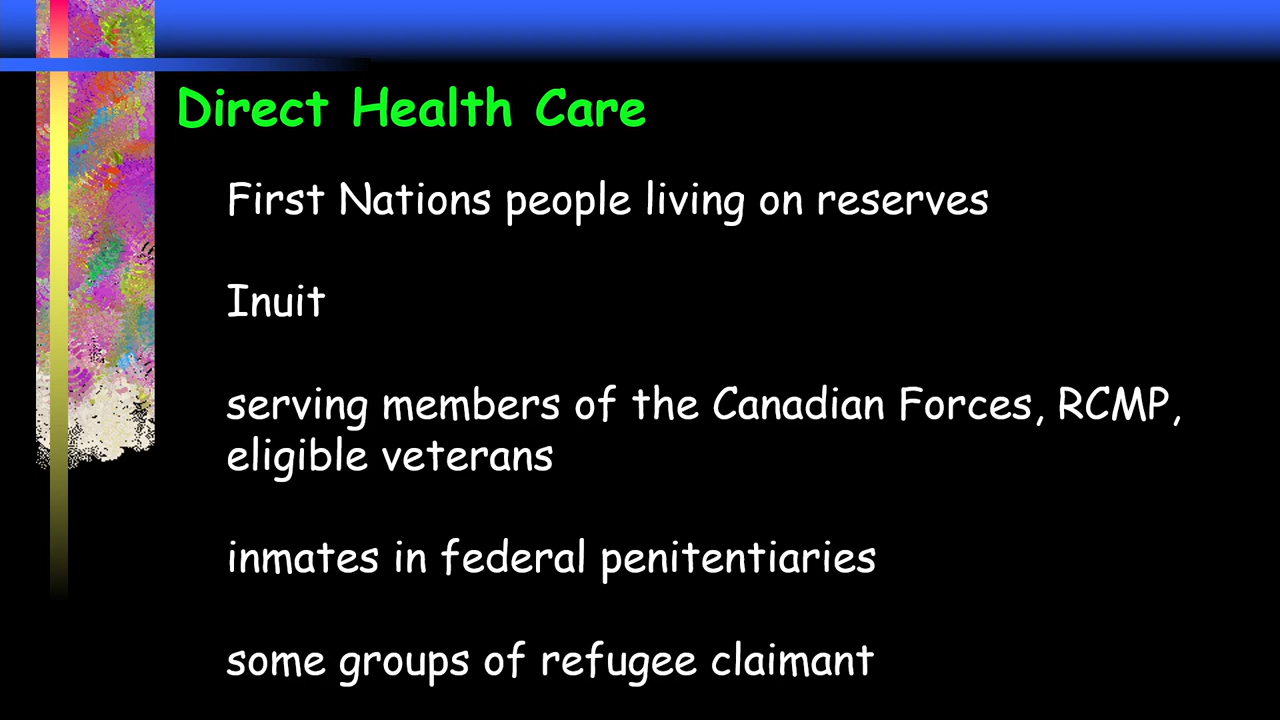 Direct Health Care
First Nations people living on reserves
Inuit
serving members of the Canadian Forces, RCMP,
eligible veterans
inmates in federal penitentiaries
some groups of refugee claimant